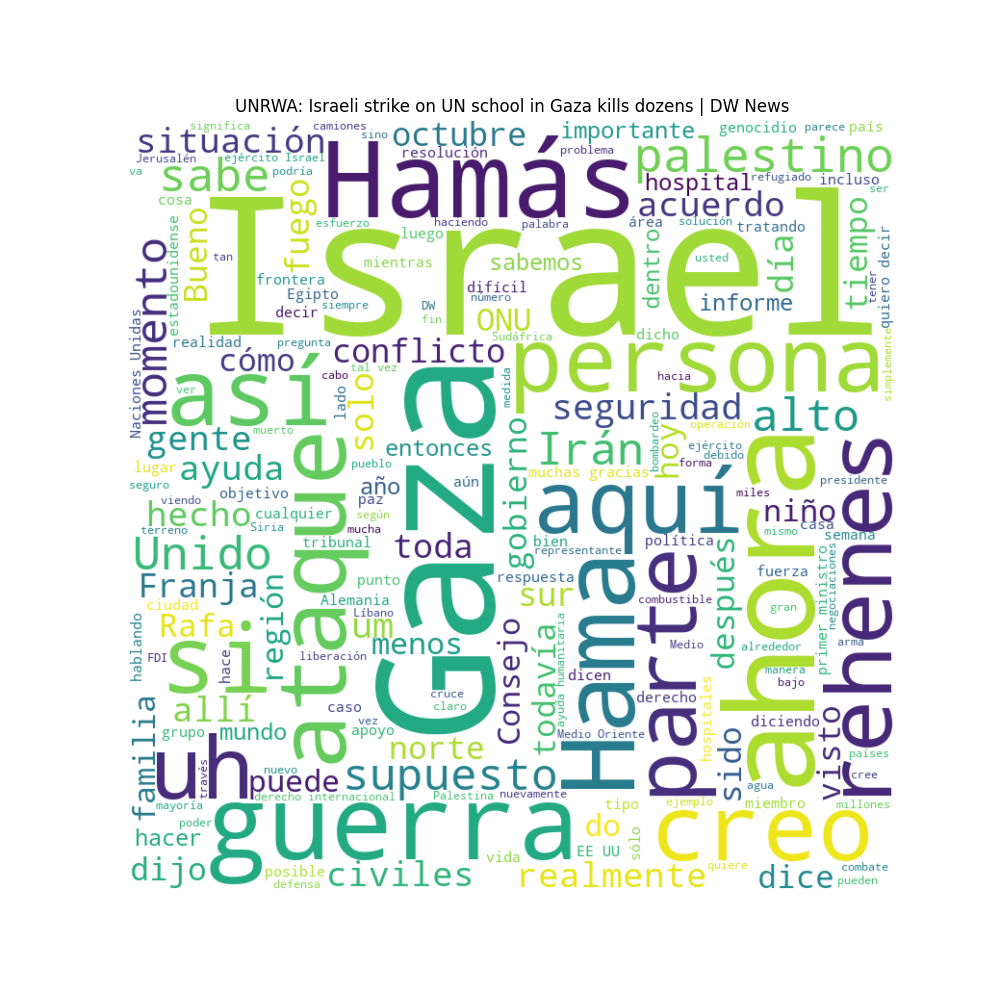 UNRWA: Israeli strike on UN school in Gaza kills dozens | DW News
significa
camiones
sino
octubre
importante
genocidio
parece
país
situación
Hamás
resolución
problema
palestino
Jerusalén
ejército Israel
va
podría
sabe
fuego
hospital
refugiado
incluso
ser
cosa
Israel
esfuerzo
haciendo
palabra
acuerdo
área
solución
tratando
día
tiempo
Bueno
estadounidense
tan
luego
mientras
sabemos
dentro
usted
tener
quiero decir
momento
frontera
Egipto
siempre
decir
difícil
número
DW
fin
ONU
Sudáfrica
informe
dicho
Naciones Unidas
realidad
pregunta
cómo
conflicto
persona
simplemente
así
cabo
tal vez
ver
lado
solo
Gaza
medida
hacia
seguridad
alto
gente
muerto
ataque
entonces
gobierno
Irán
bombardeo
hoy
operación
ejército
debido
ahora
rehenes
lugar
ayuda
pueblo
muchas gracias
forma
seguro
viendo
objetivo
año
aún
aquí
miles
presidente
hecho
cualquier
paz
según
niño
casa
terreno
Siria
mucha
mismo
semana
Unido
tribunal
toda
bien
representante
política
después
Franja
región
punto
respuesta
Hamas
parte
fuerza
primer ministro
negociaciones
ciudad
Alemania
Líbano
sur
combustible
gran
Rafa
um
menos
Consejo
todavía
ayuda humanitaria
Medio
alrededor
arma
hablando
FDI
si
hace
liberación
dicen
manera
bajo
allí
cruce
claro
derecho
hospitales
diciendo
familia
grupo
mundo
caso
vez
apoyo
norte
Medio Oriente
sido
visto
países
cree
uh
través
puede
nuevo
supuesto
agua
mayoría
derecho internacional
Palestina
nuevamente
tipo
ejemplo
miembro
millones
poder
guerra
do
creo
hacer
sólo
EE UU
vida
dijo
posible
defensa
civiles
realmente
quiere
dice
combate
pueden